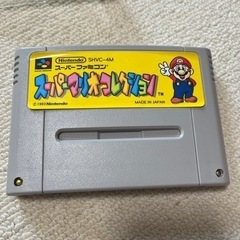 Nintendo SHVC-4M
スーパーファミコン
スーパーマリオコレクション
TM
© 1993 Nintendo
MADE IN JAPAN